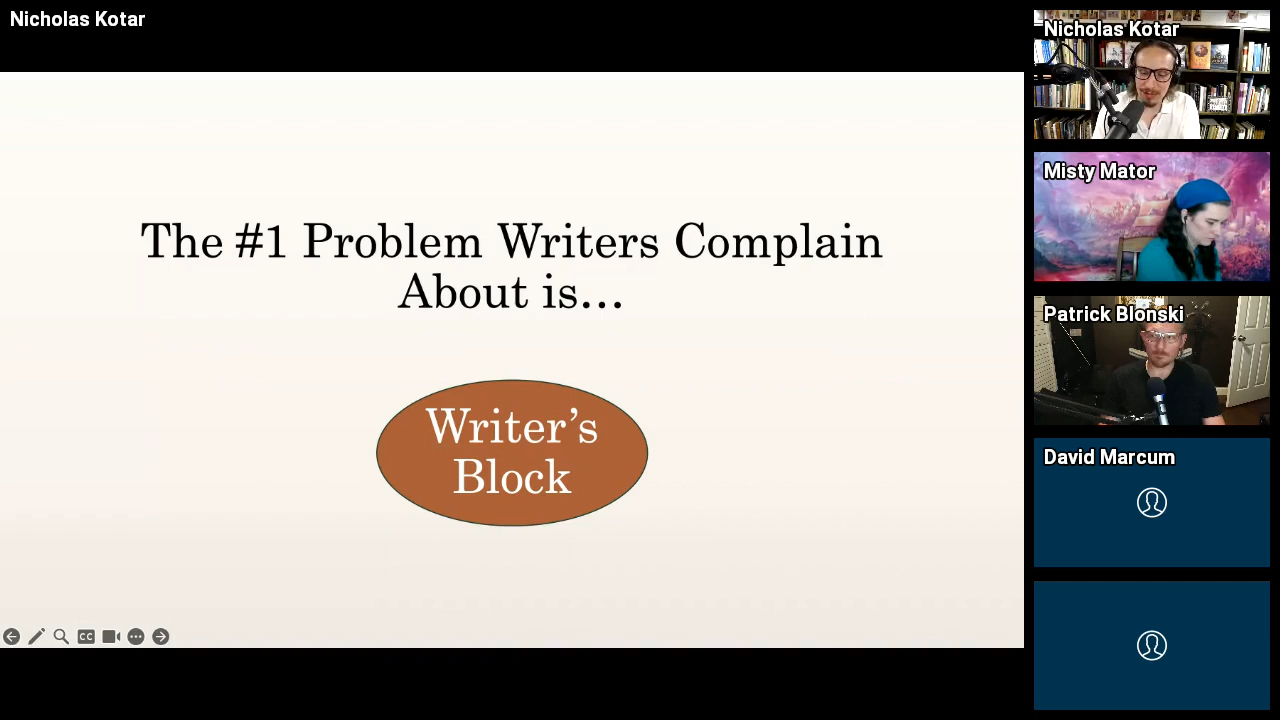 Nicholas Kotar
The #1 Problem Writers Complain
About is...
Writer's
Block
CC
Nicholas Kotar
Misty Mator
Patrick Blonski
David Marcum